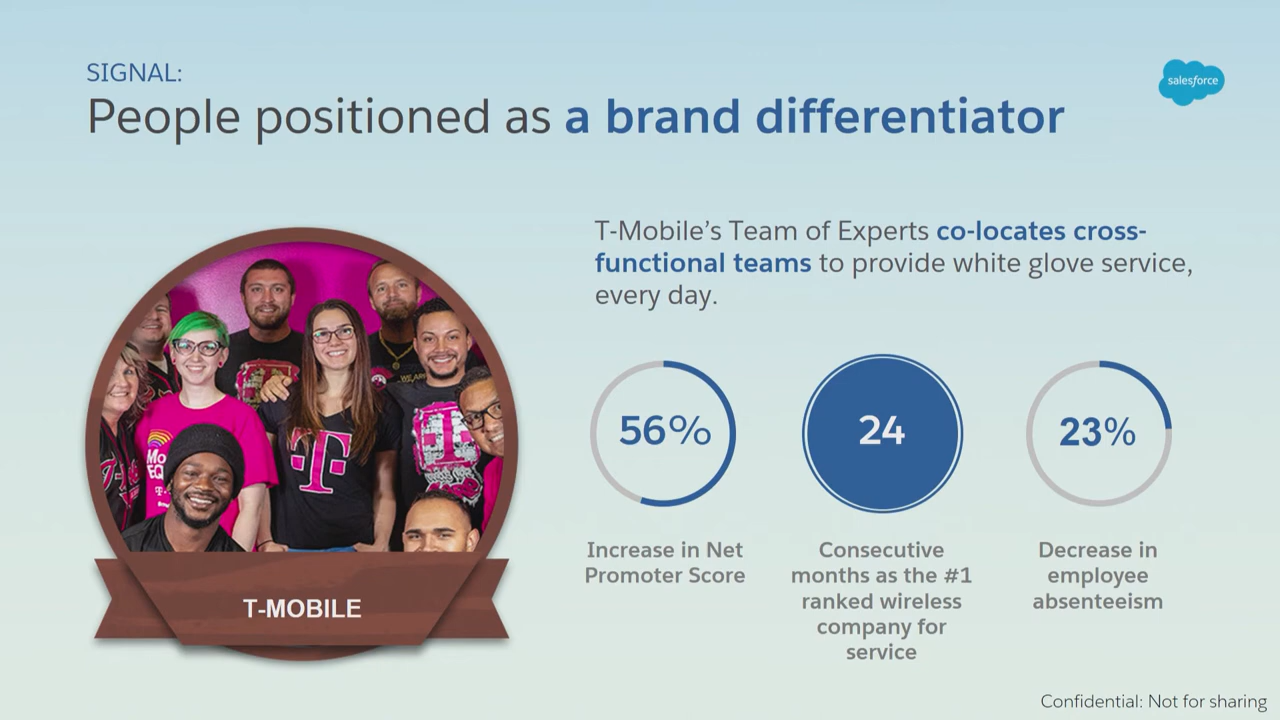 SIGNAL:
People positioned as a brand differentiator
salesforce
T-Mobile's Team of Experts co-locates cross-
functional teams to provide white glove service,
every day.
56%
24
23%
Increase in Net
Promoter Score
Consecutive
months as the #1
ranked wireless
company for
service
Decrease in
employee
absenteeism
T
T-MOBILE
Confidential: Not for sharing